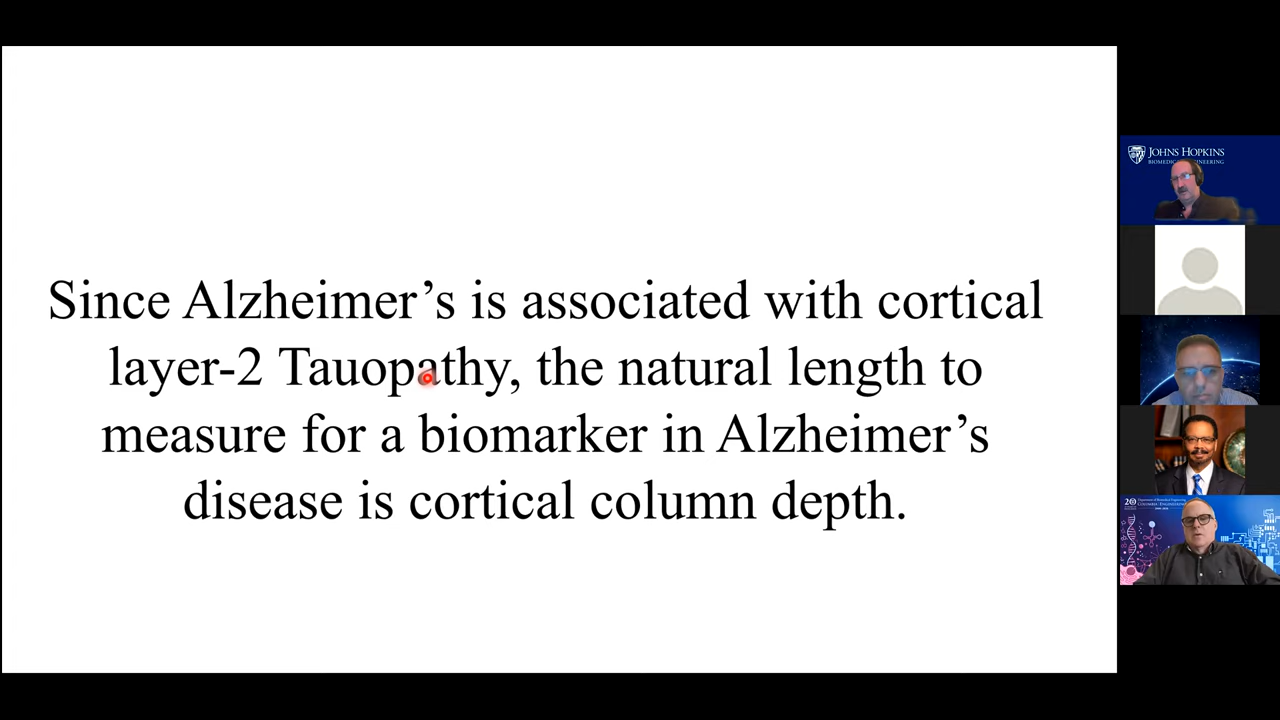 Since Alzheimer’s is associated with cortical
layer-2 Tauopathy, the natural length to
measure for a biomarker in Alzheimer’s
disease is cortical column depth.
JOHNS HOPKINS
20